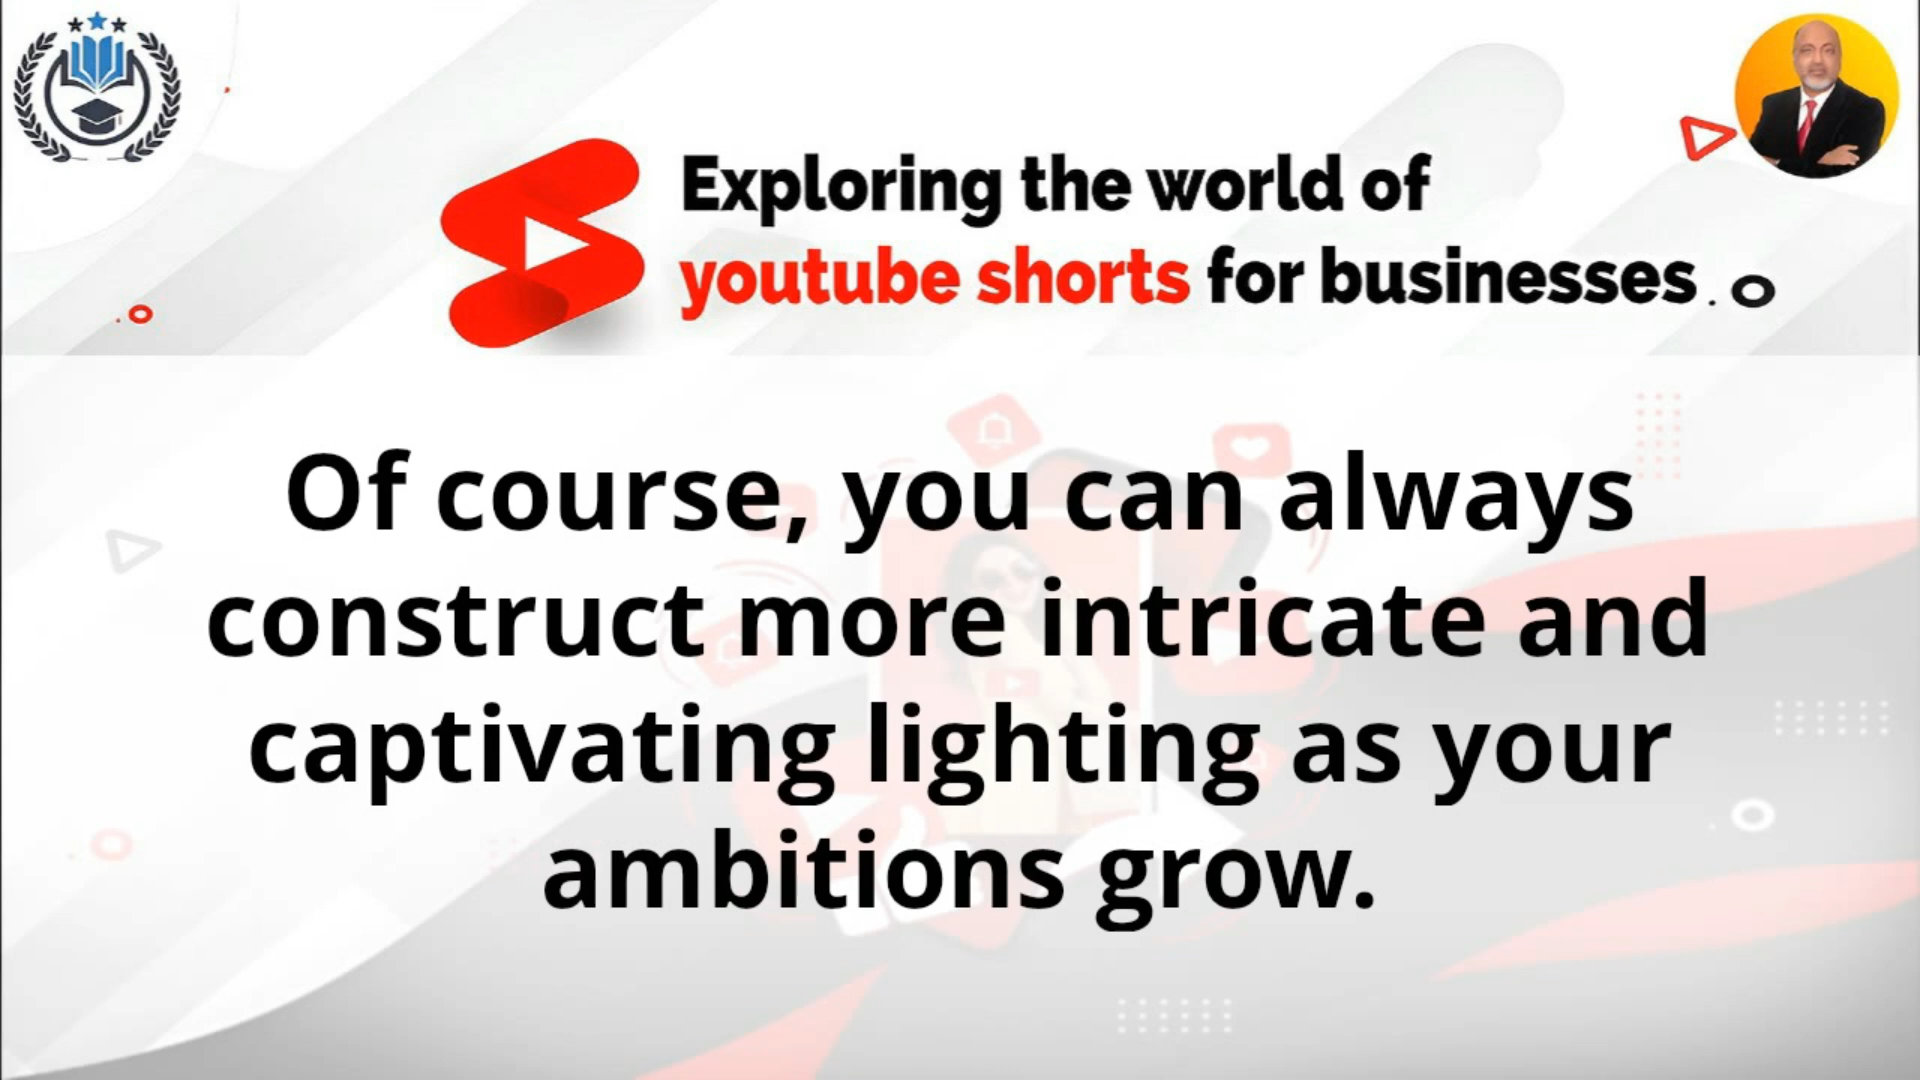 Exploring the world of
youtube shorts for businesses
Of course, you can always
construct more intricate and
captivating lighting as your
ambitions grow.